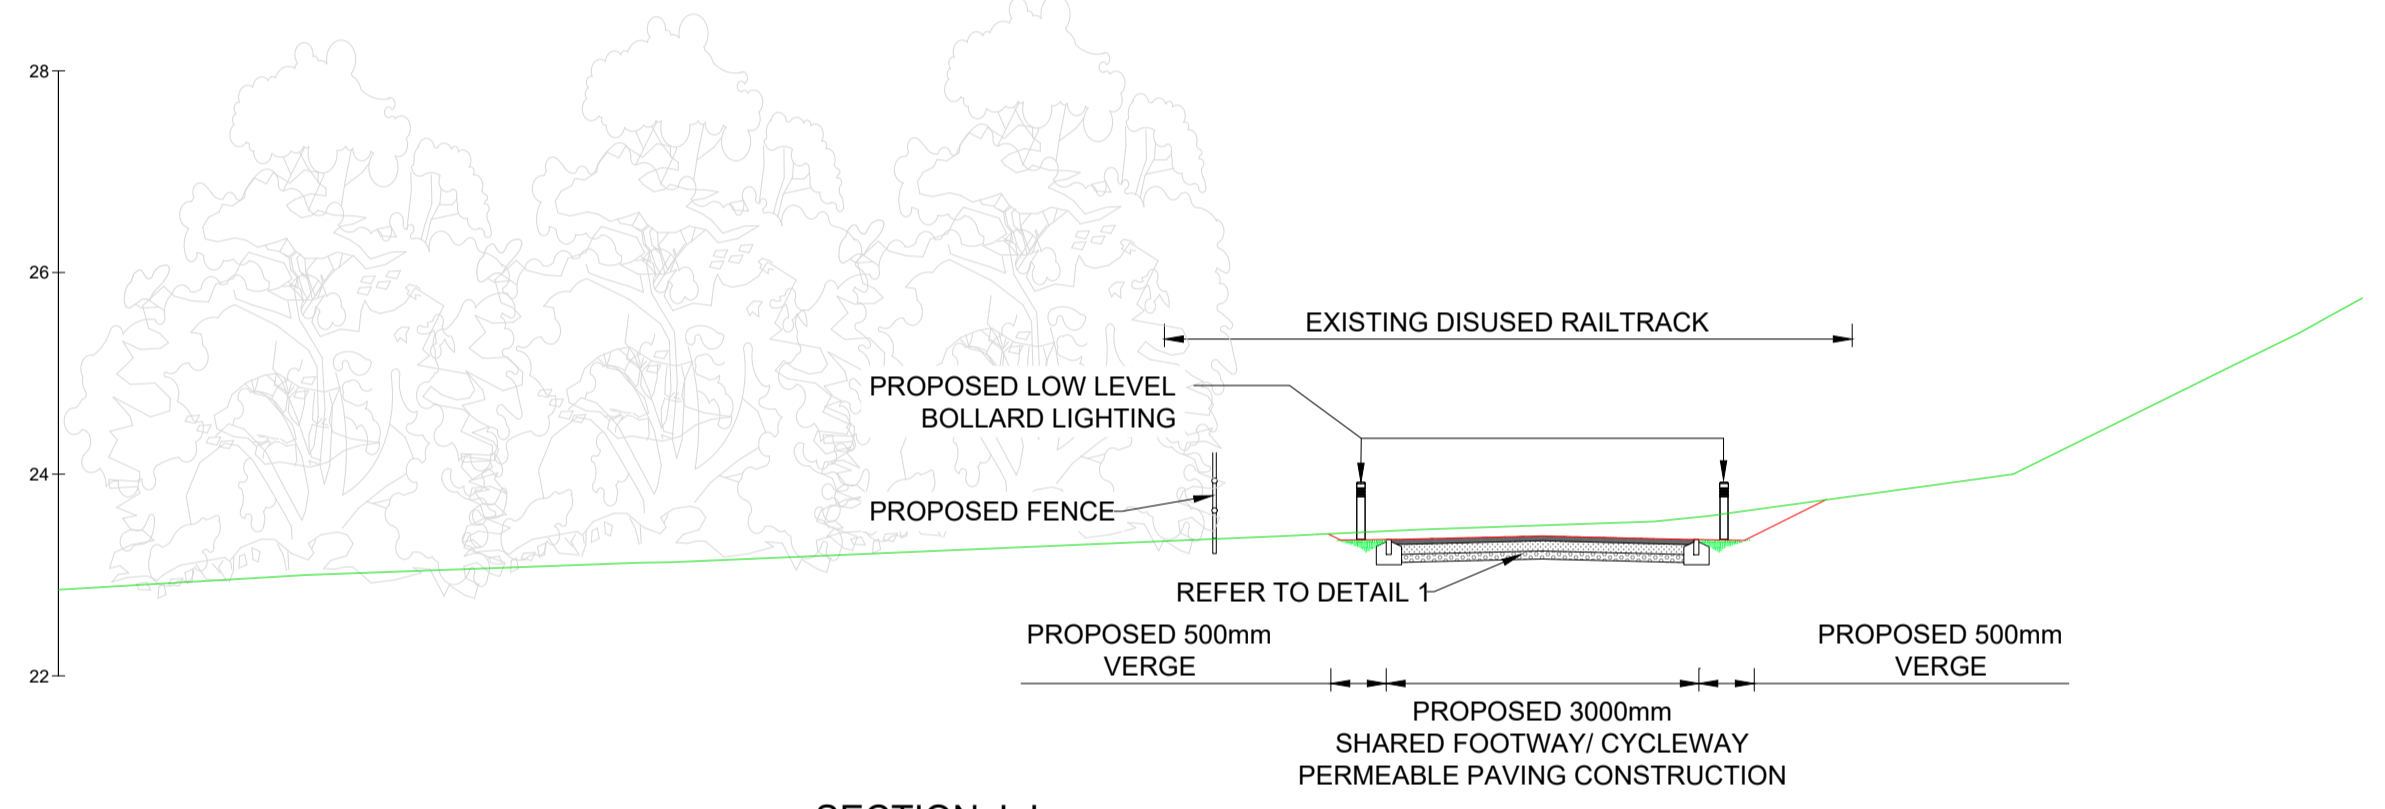 28
26
24
22
EXISTING DISUSED RAILTRACK
PROPOSED LOW LEVEL
BOLLARD LIGHTING
PROPOSED FENCE
REFER TO DETAIL 1
PROPOSED 500mm
VERGE
PROPOSED 500mm
VERGE
PROPOSED 3000mm
SHARED FOOTWAY/ CYCLEWAY
PERMEABLE PAVING CONSTRUCTION
SECTION